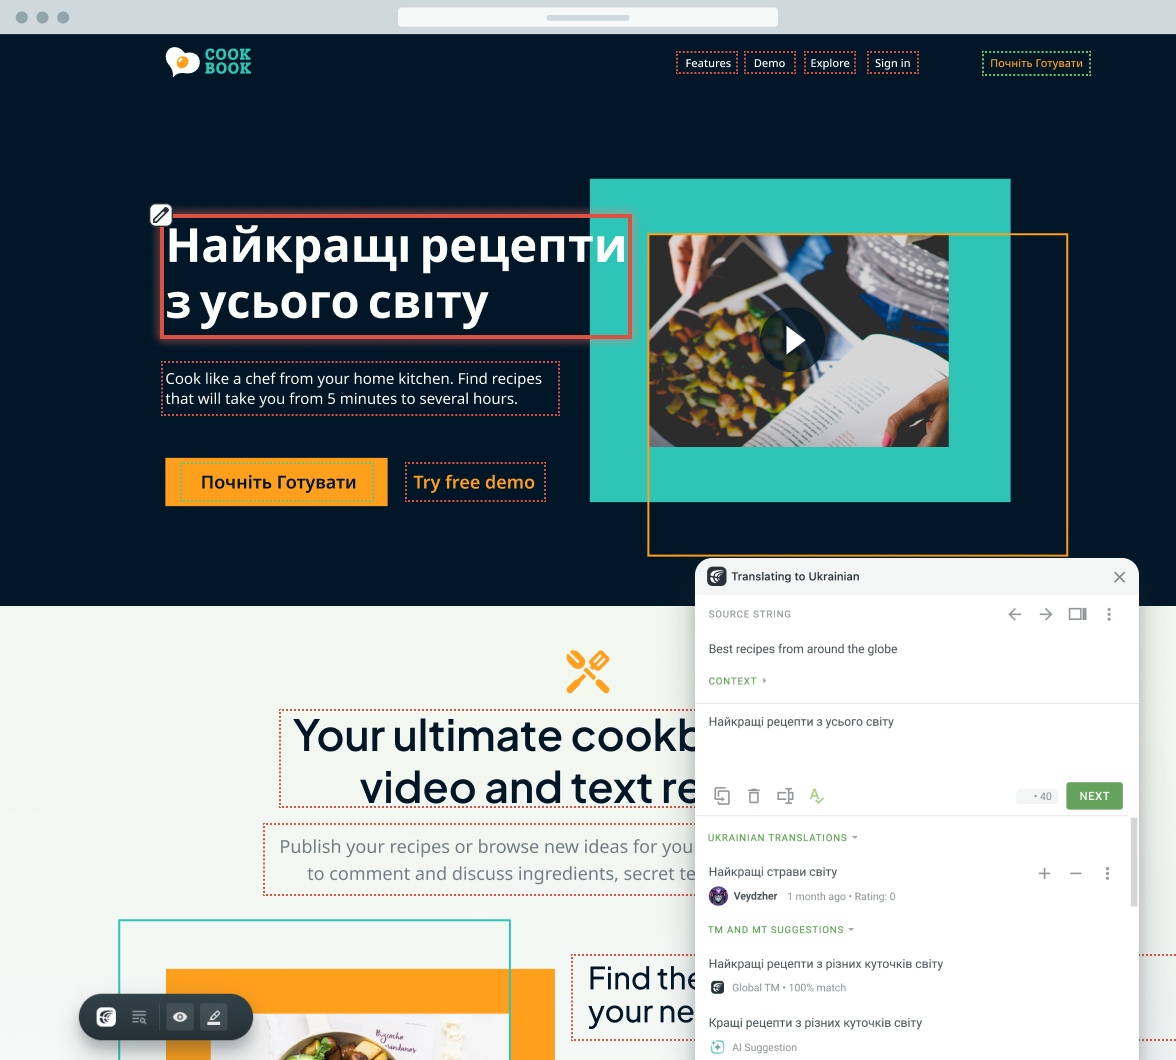 COOK
BOOK
Features
Demo
Explore
Sign in
Почніть Готувати
Найкращі рецепти
з усього світу
Cook like a chef from your home kitchen. Find recipes
that will take you from 5 minutes to several hours.
Почніть Готувати
Try free demo
Translating to Ukrainian
SOURCE STRING
Best recipes from around the globe
CONTEXT
Найкращі рецепти з усього світу
• 40
NEXT
UKRAINIAN TRANSLATIONS
Найкращі страви світу
Veydzher 1 month ago • Rating: 0
TM AND MT SUGGESTIONS
Найкращі рецепти з різних куточків світу
Global TM • 100% match
Кращі рецепти з різних куточків світу
AI Suggestion
Your ultimate cookb
video and text re
Publish your recipes or browse new ideas for you
to comment and discuss ingredients, secret te
Find the
your ne